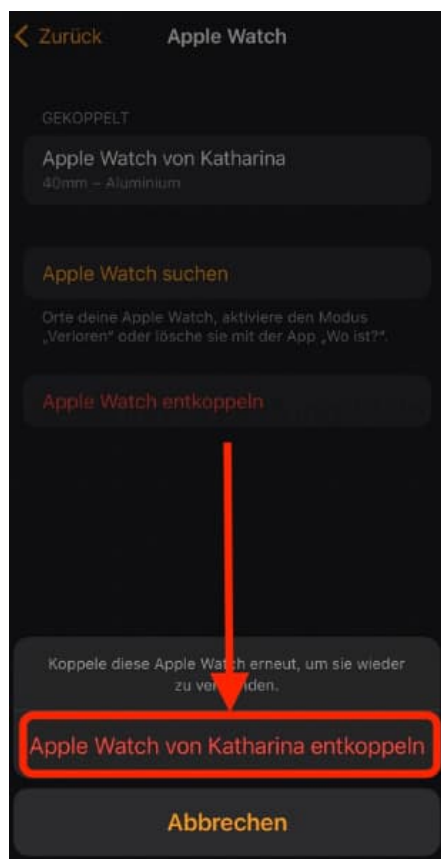 Zurück
Apple Watch
GEKOPPELT
Apple Watch von Katharina
40mm – Aluminium
Apple Watch suchen
Orte deine Apple Watch, aktiviere den Modus
„Verloren“ oder lösche sie mit der App „Wo ist?“.
Apple Watch entkoppeln
Koppele diese Apple Watch erneut, um sie wieder
zu verwenden.
Apple Watch von Katharina entkoppeln
Abbrechen